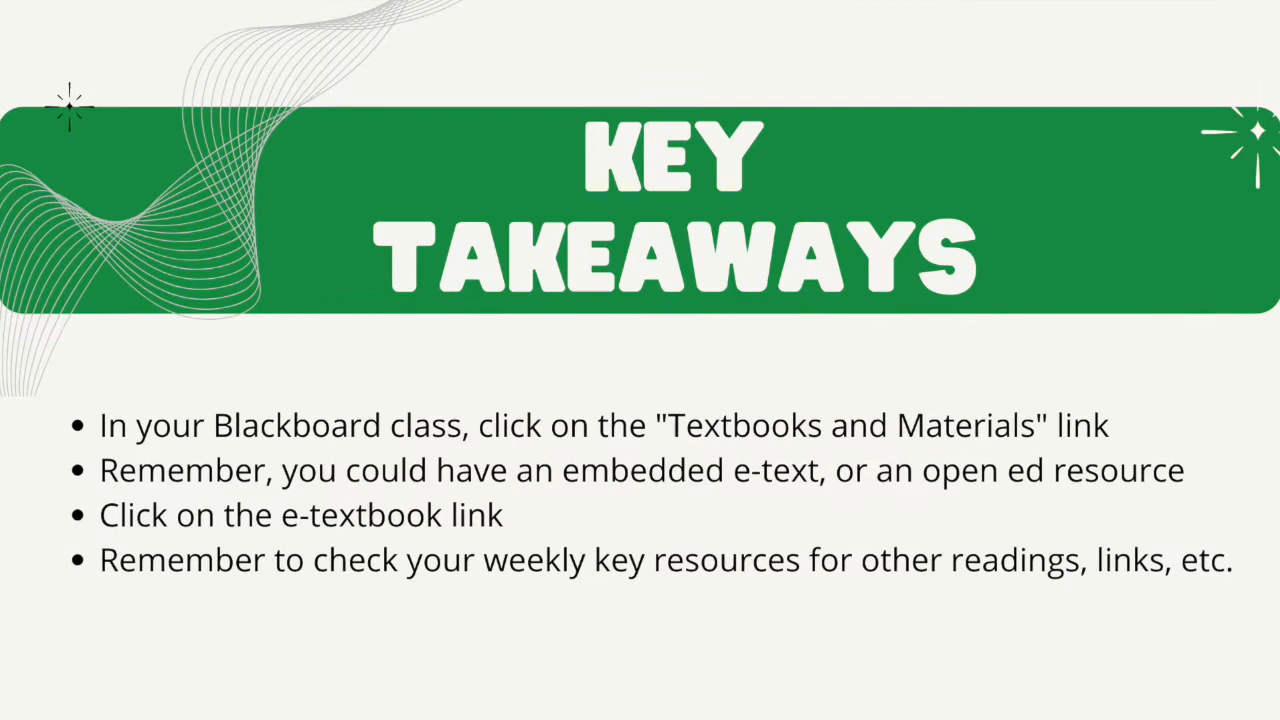 KEY
TAKEAWAYS
• In your Blackboard class, click on the "Textbooks and Materials" link
• Remember, you could have an embedded e-text, or an open ed resource
• Click on the e-textbook link
• Remember to check your weekly key resources for other readings, links, etc.